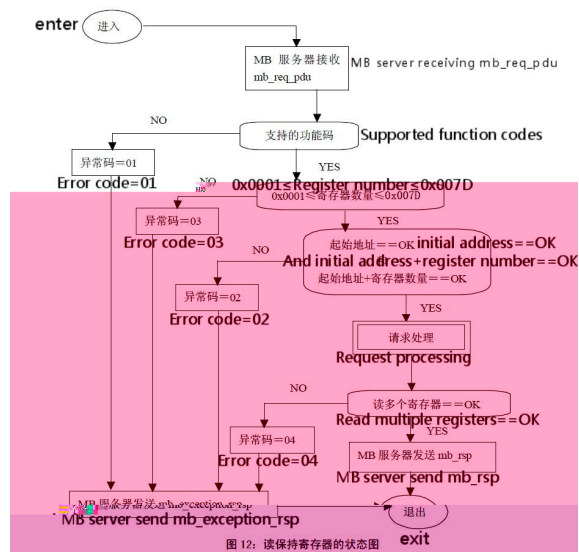 enter
进入
MB 服务器接收
mb_req_pdu
MB server receiving mb_req_pdu
NO
支持的功能码
Supported function codes
异常码＝01
Error code=01
YES
NO
0x0001≤Register number≤0x007D
0x0001≤寄存器数量≤0x007D
异常码＝03
Error code=03
YES
NO
起始地址==OK
initial address==OK
And initial address+register number==OK
起始地址+寄存器数量==OK
异常码＝02
Error code=02
YES
请求处理
Request processing
NO
读多个寄存器==OK
Read multiple registers==OK
异常码＝04
Error code=04
YES
MB 服务器发送 mb_rsp
MB server send mb_rsp
MB 服务器发送 mb_exception_rsp
MB server send mb_exception_rsp
退出
exit
图 12：读保持寄存器的状态图